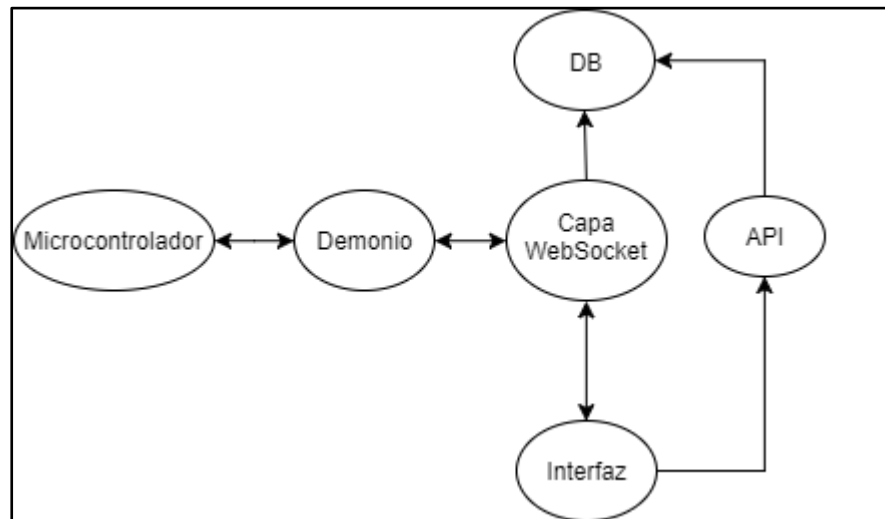 DB
Microcontrolador
Demonio
Capa
WebSocket
API
Interfaz